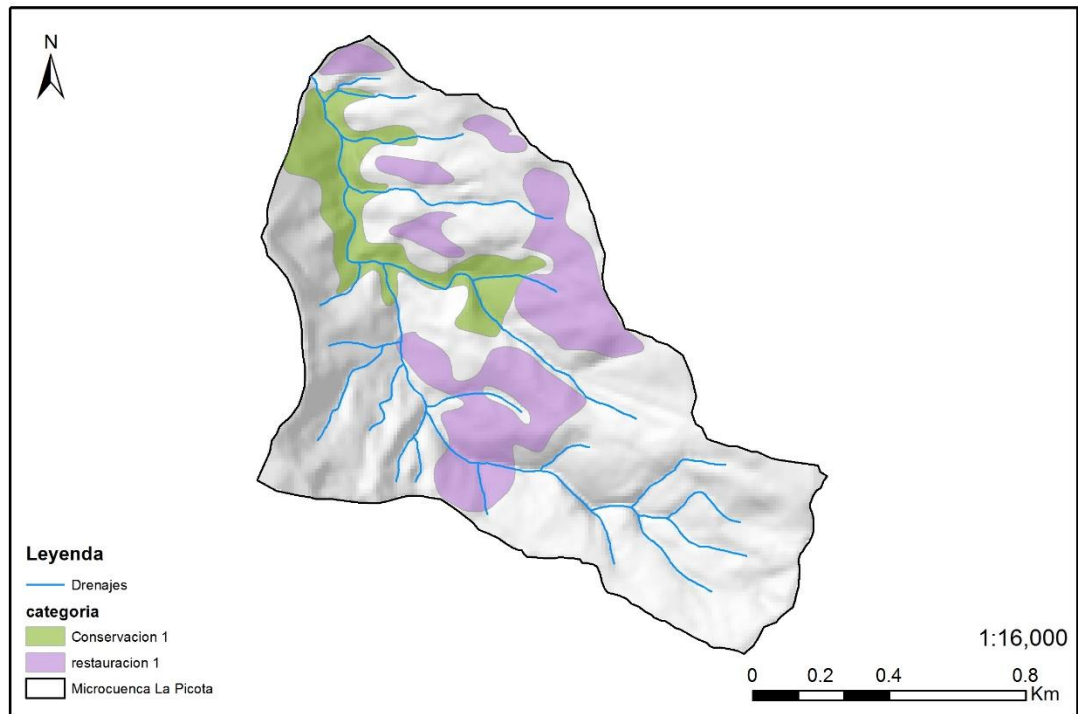 N
Leyenda
Drenajes
categoria
Conservacion 1
restauracion 1
Microcuenca La Picota
1:16,000
0 0.2 0.4 0.8
Km